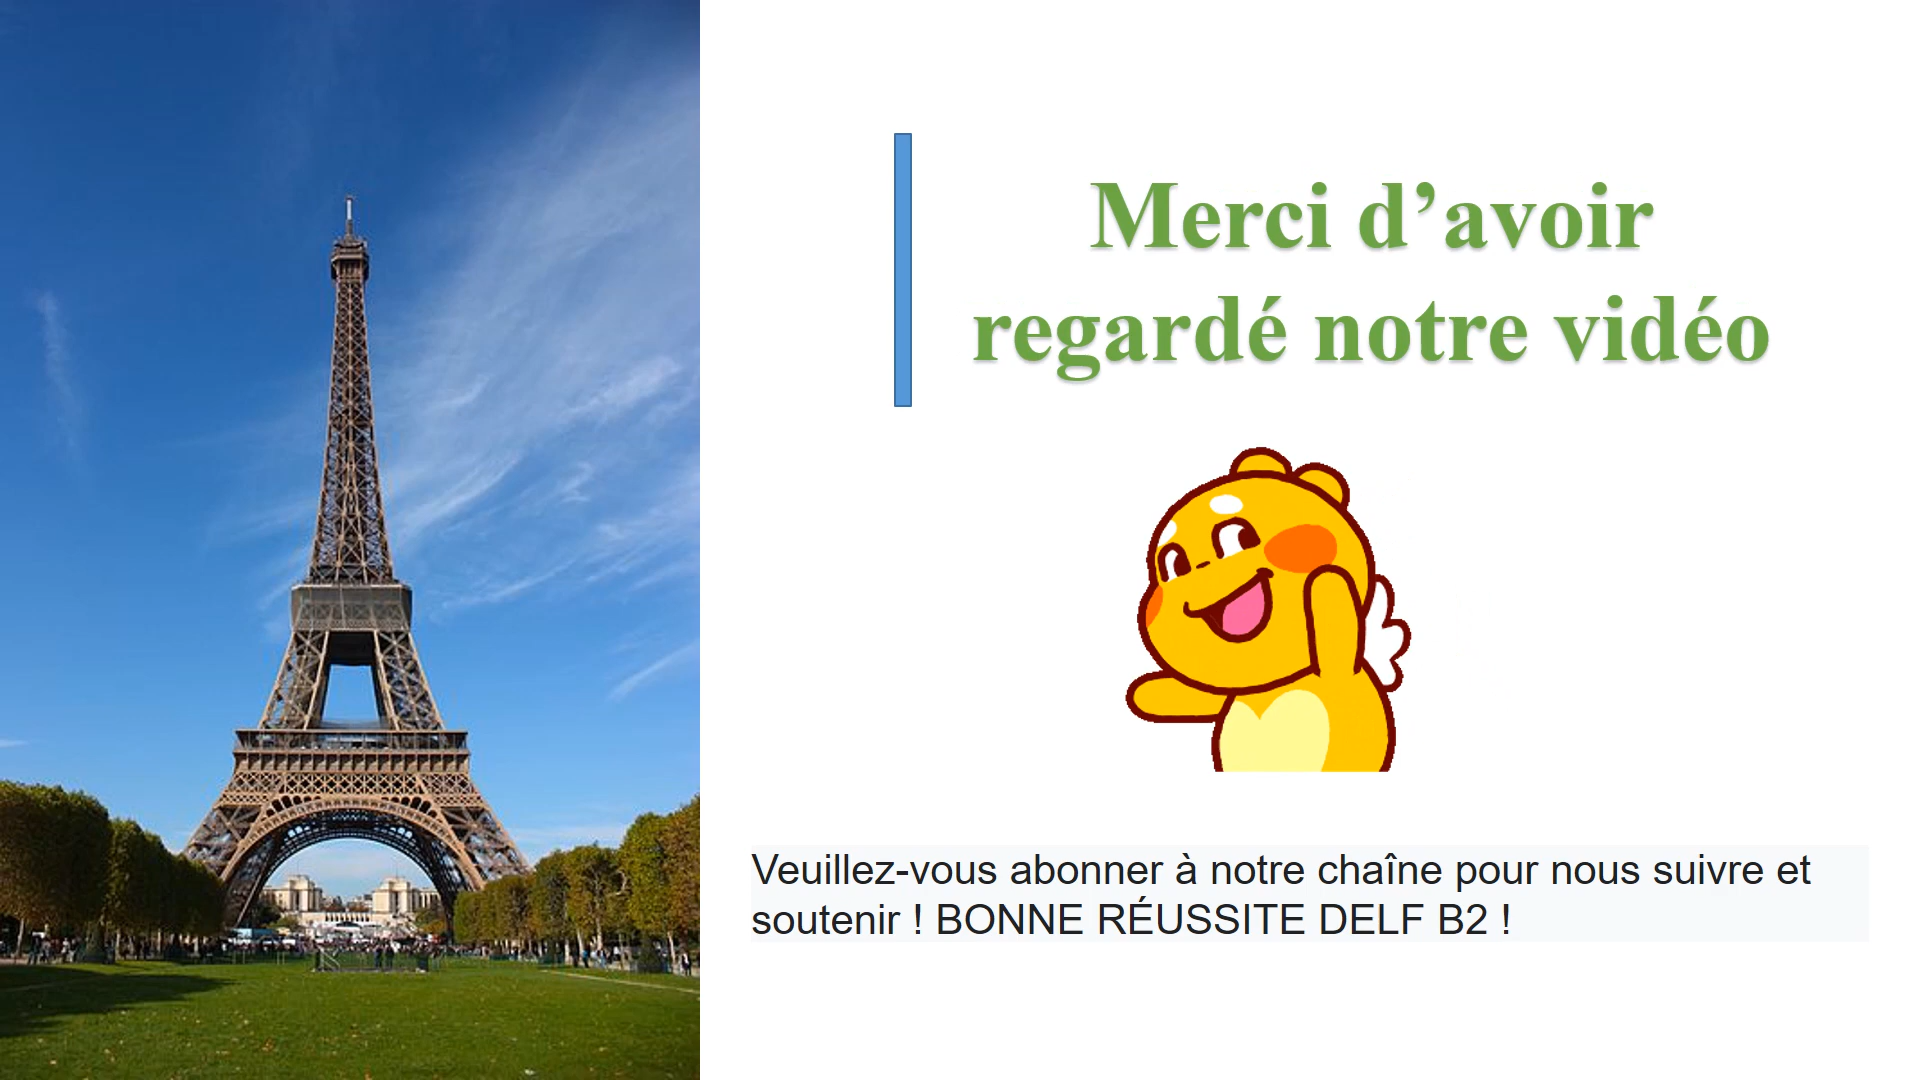 Merci d’avoir
regardé notre vidéo
Veuillez-vous abonner à notre chaîne pour nous suivre et
soutenir ! BONNE RÉUSSITE DELF B2 !